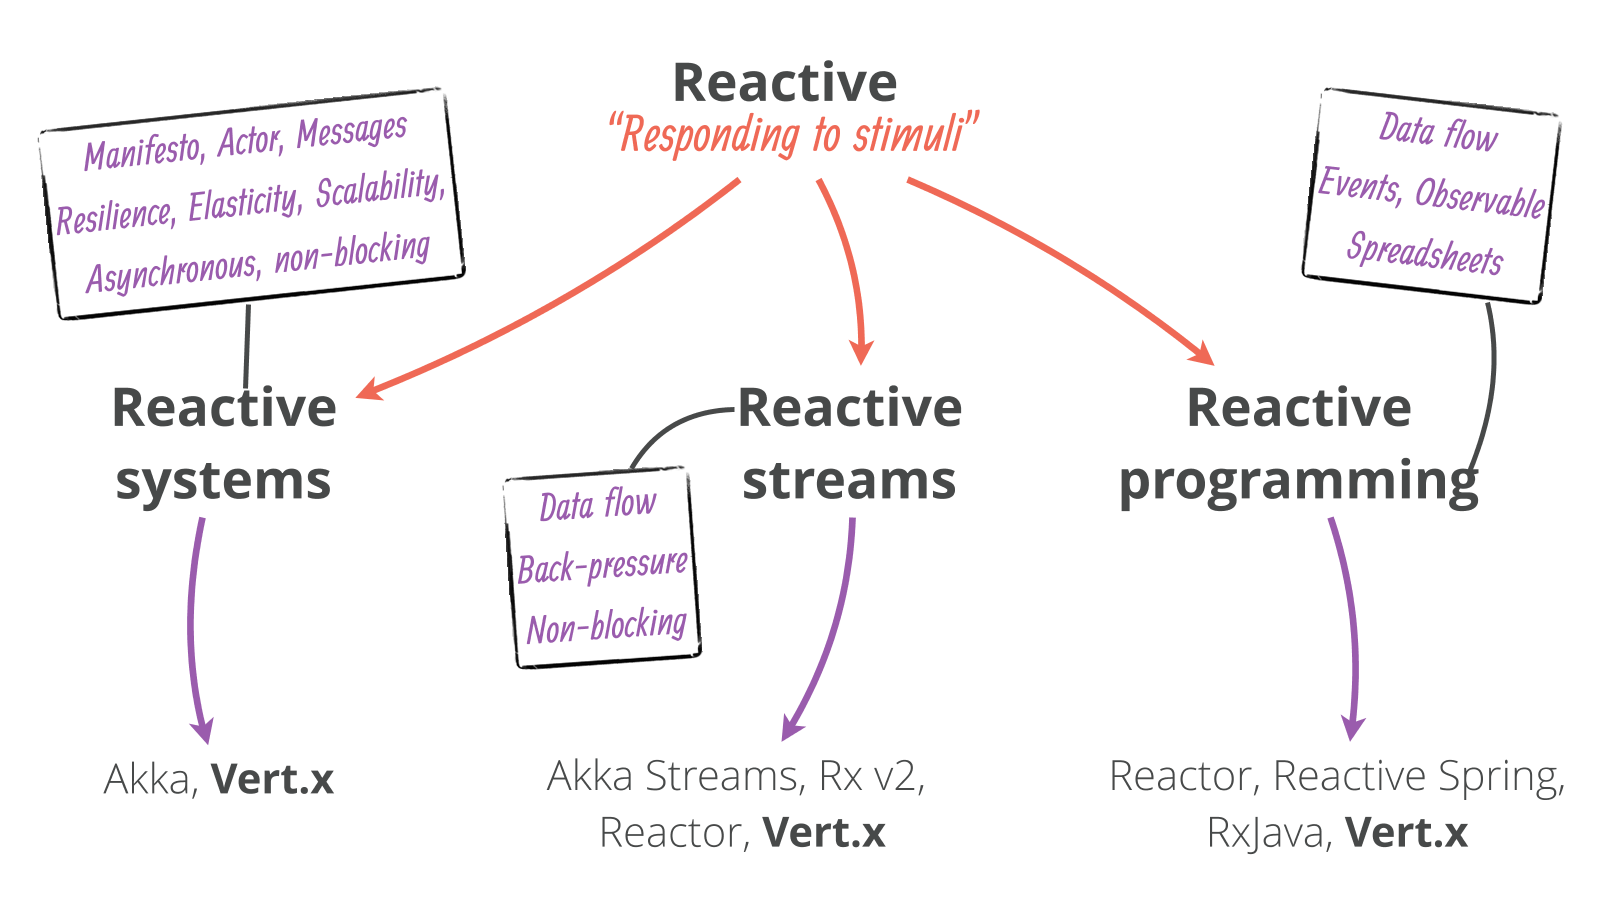 Reactive
“Responding to stimuli”
Manifesto, Actor, Messages
Resilience, Elasticity, Scalability,
Asynchronous, non-blocking
Data flow
Events, Observable
Spreadsheets
Reactive
systems
Reactive
streams
Reactive
programming
Data flow
Back-pressure
Non-blocking
Akka, Vert.x
Akka Streams, Rx v2,
Reactor, Vert.x
Reactor, Reactive Spring,
RxJava, Vert.x